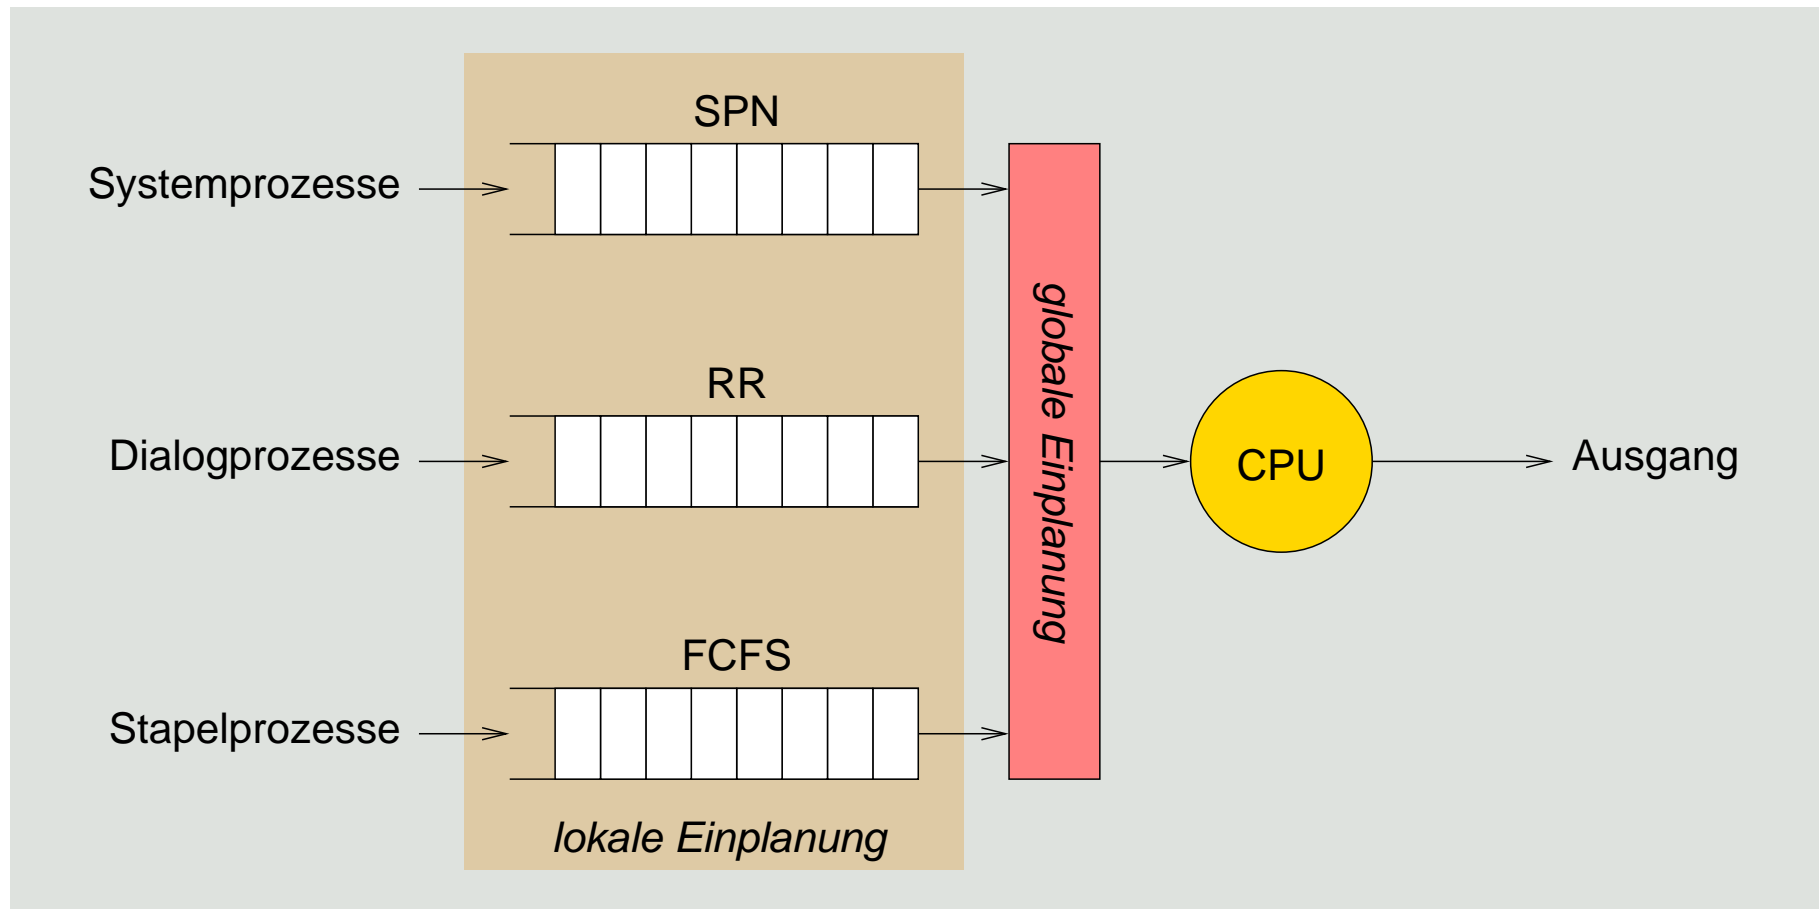 SPN
Systemprozesse
globale Einplanung
RR
Dialogprozesse
CPU
Ausgang
FCFS
Stapelprozesse
lokale Einplanung